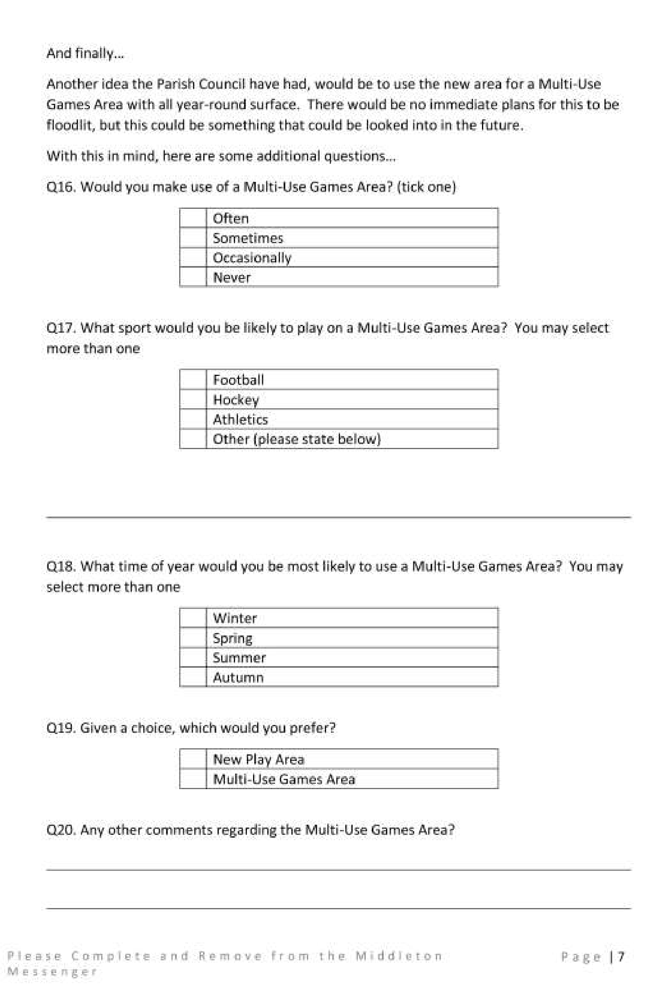 And finally...
Another idea the Parish Council have had, would be to use the new area for a Multi-Use
Games Area with all year-round surface.  There would be no immediate plans for this to be
floodlit, but this could be something that could be looked into in the future.
With this in mind, here are some additional questions...
Q16. Would you make use of a Multi-Use Games Area? (tick one)
Often
Sometimes
Occasionally
Never
Q17. What sport would you be likely to play on a Multi-Use Games Area?  You may select
more than one
Football
Hockey
Athletics
Other (please state below)
Q18. What time of year would you be most likely to use a Multi-Use Games Area?  You may
select more than one
Winter
Spring
Summer
Autumn
Q19. Given a choice, which would you prefer?
New Play Area
Multi-Use Games Area
Q20. Any other comments regarding the Multi-Use Games Area?
Please Complete and Remove from the Middleton Page | 7
Messenger